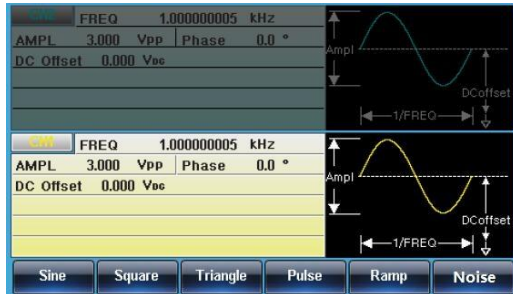 CH1 FREQ 1.000000005 kHz
AMPL 3.000 Vpp Phase 0.0 °
DC Offset 0.000 VDC
Ampl
DCoffset
1/FREQ
FREQ 1.000000005 kHz
AMPL 3.000 Vpp Phase 0.0 °
DC Offset 0.000 VDC
Ampl
DCoffset
1/FREQ
Sine Square Triangle Pulse Ramp Noise